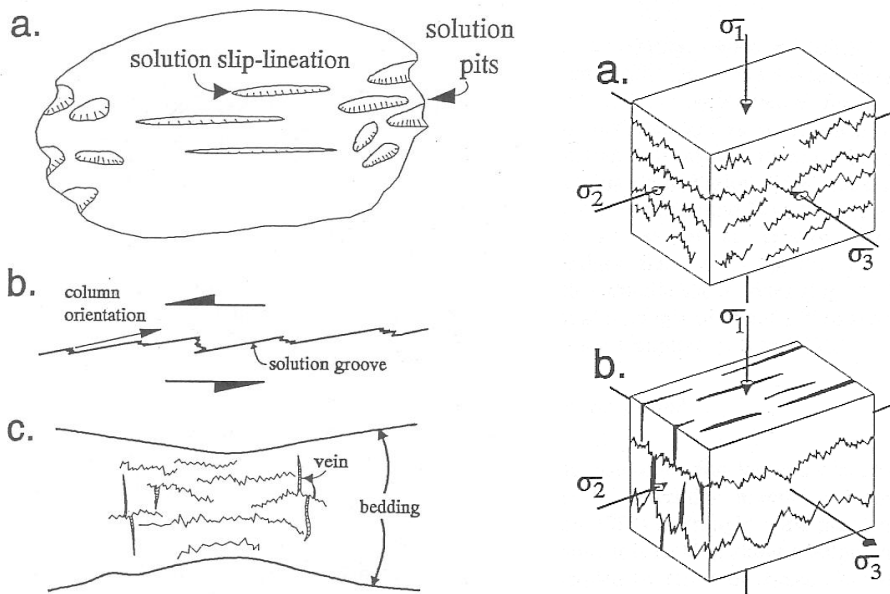 a.
solution slip-lineation
solution
pits
b.
column
orientation
solution groove
c.
vein
bedding
σ1
a.
σ2
σ3
σ1
b.
σ2
σ3